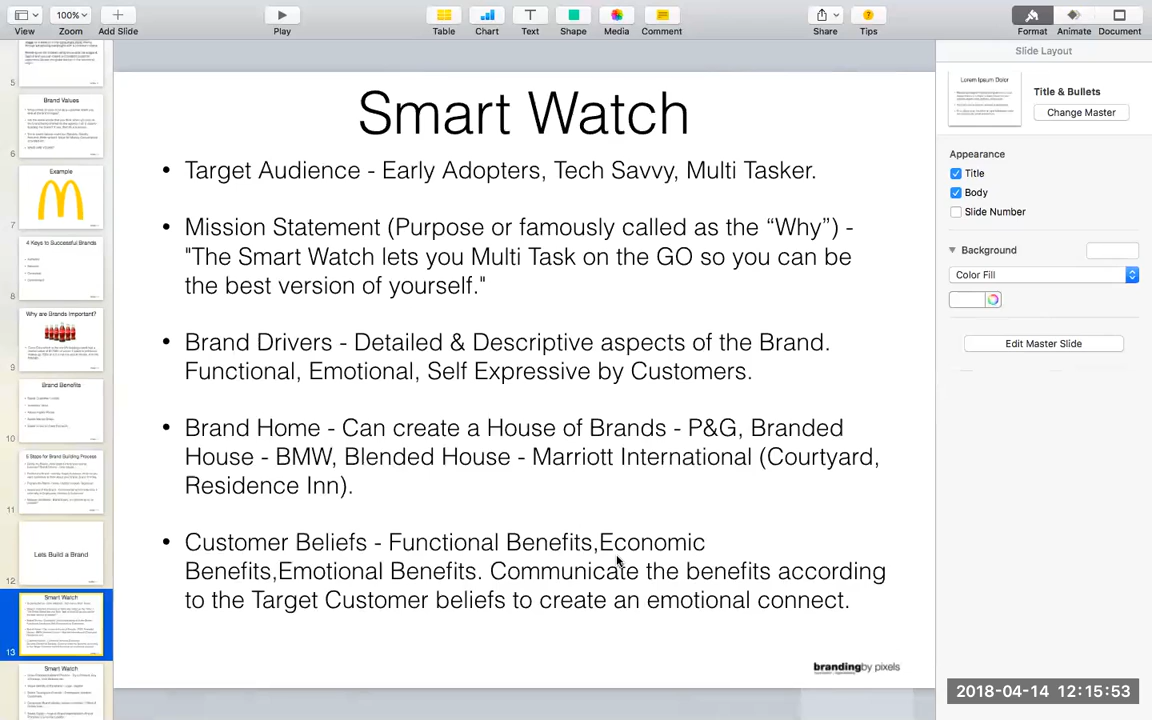 View
100%
Zoom
Add Slide
Play
Table
Chart
Text
Shape
Media
Comment
Share
Tips
Format
Animate
Document
Slide Layout
Title & Bullets
Change Master
Appearance
Title
Body
Slide Number
Background
Color Fill
Edit Master Slide
5
Brand Values
6
Example
7
4 Keys to Successful Brands
8
Why are Brands Important?
9
Brand Benefits
10
5 Steps for Brand Building Process
11
Lets Build a Brand
12
Smart Watch
13
Smart Watch
Smart Watch
• Target Audience - Early Adopters, Tech Savvy, Multi Tasker.
• Mission Statement (Purpose or famously called as the “Why”) -
"The Smart Watch lets you Multi Task on the GO so you can be
the best version of yourself."
• Brand Drivers - Detailed & Descriptive aspects of the Brand.
Functional, Emotional, Self Expressive by Customers.
• Brand Home - Can create a House of Brands - P&G, Branded
House - BMW, Blended House - Marriott International (Courtyard,
Residence Inn).
• Customer Beliefs - Functional Benefits,Economic
Benefits,Emotional Benefits. Communicate the benefits according
to the Target Customer beliefs to create an emotional connect.
brandingby pixels
Lorem Ipsum Dolor
2018-04-14 12:15:53